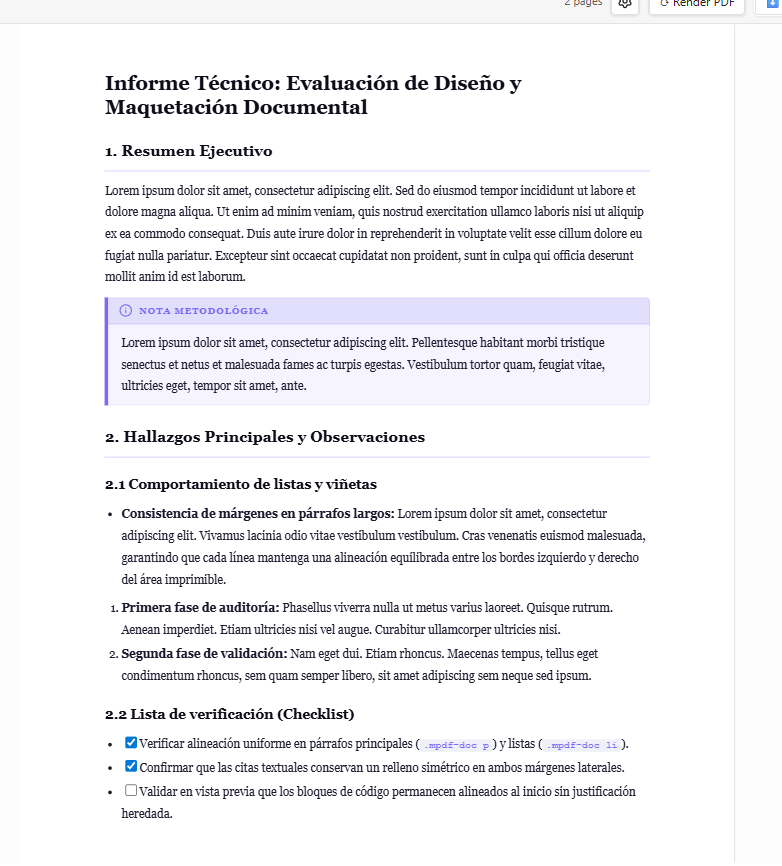 2 pages
Render PDF
Informe Técnico: Evaluación de Diseño y
Maquetación Documental
1. Resumen Ejecutivo
Lorem ipsum dolor sit amet, consectetur adipiscing elit. Sed do eiusmod tempor incididunt ut labore et
dolore magna aliqua. Ut enim ad minim veniam, quis nostrud exercitation ullamco laboris nisi ut aliquip
ex ea commodo consequat. Duis aute irure dolor in reprehenderit in voluptate velit esse cillum dolore eu
fugiat nulla pariatur. Excepteur sint occaecat cupidatat non proident, sunt in culpa qui officia deserunt
mollit anim id est laborum.
NOTA METODOLÓGICA
Lorem ipsum dolor sit amet, consectetur adipiscing elit. Pellentesque habitant morbi tristique
senectus et netus et malesuada fames ac turpis egestas. Vestibulum tortor quam, feugiat vitae,
ultricies eget, tempor sit amet, ante.
2. Hallazgos Principales y Observaciones
2.1 Comportamiento de listas y viñetas
• Consistencia de márgenes en párrafos largos: Lorem ipsum dolor sit amet, consectetur
adipiscing elit. Vivamus lacinia odio vitae vestibulum vestibulum. Cras venenatis euismod malesuada,
garantindo que cada línea mantenga una alineación equilibrada entre los bordes izquierdo y derecho
del área imprimible.
1. Primera fase de auditoría: Phasellus viverra nulla ut metus varius laoreet. Quisque rutrum.
Aenean imperdiet. Etiam ultricies nisi vel augue. Curabitur ullamcorper ultricies nisi.
2. Segunda fase de validación: Nam eget dui. Etiam rhoncus. Maecenas tempus, tellus eget
condimentum rhoncus, sem quam semper libero, sit amet adipiscing sem neque sed ipsum.
2.2 Lista de verificación (Checklist)
• Verificar alineación uniforme en párrafos principales ( .mpdf-doc p ) y listas ( .mpdf-doc li ).
• Confirmar que las citas textuales conservan un relleno simétrico en ambos márgenes laterales.
• Validar en vista previa que los bloques de código permanecen alineados al inicio sin justificación
heredada.